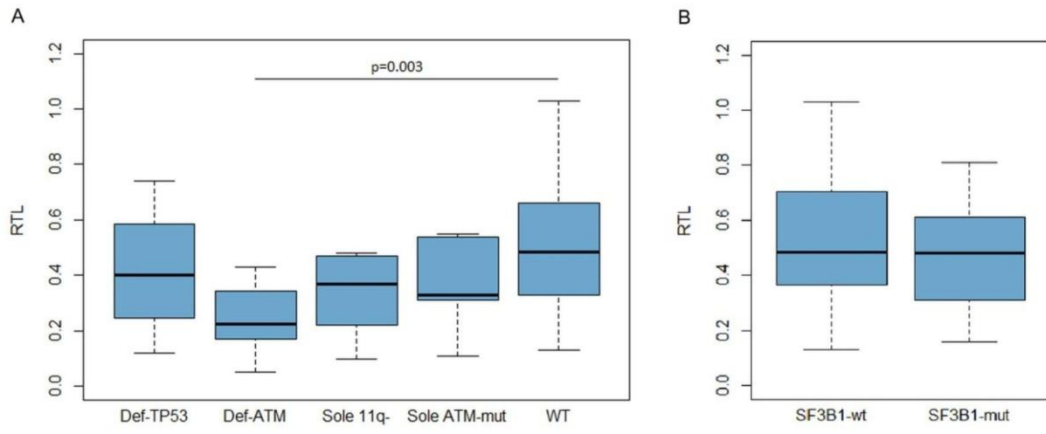 A
B
p=0.003
RTL
1.2
1.0
0.8
0.6
0.4
0.2
0.0
Def-TP53 Def-ATM Sole 11q- Sole ATM-mut WT
RTL
1.2
1.0
0.8
0.6
0.4
0.2
0.0
SF3B1-wt SF3B1-mut